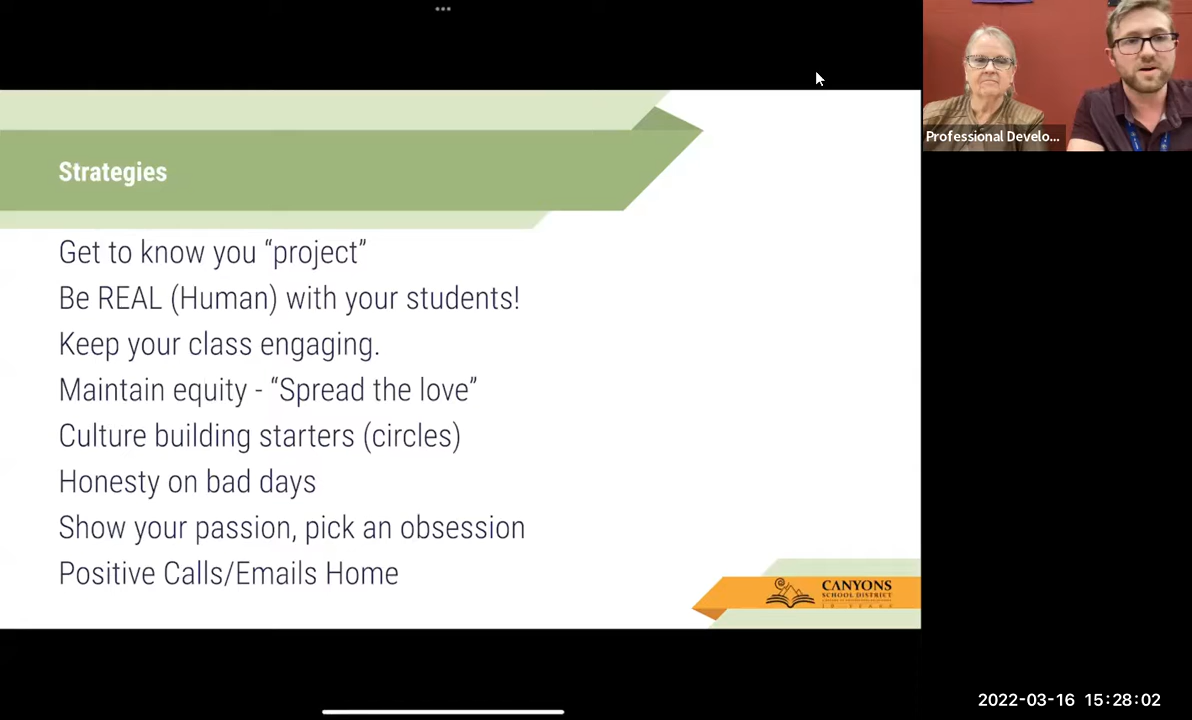 Professional Develo...
Strategies
Get to know you “project”
Be REAL (Human) with your students!
Keep your class engaging.
Maintain equity - “Spread the love”
Culture building starters (circles)
Honesty on bad days
Show your passion, pick an obsession
Positive Calls/Emails Home
CANYONS
SCHOOL DISTRICT
2022-03-16 15:28:02